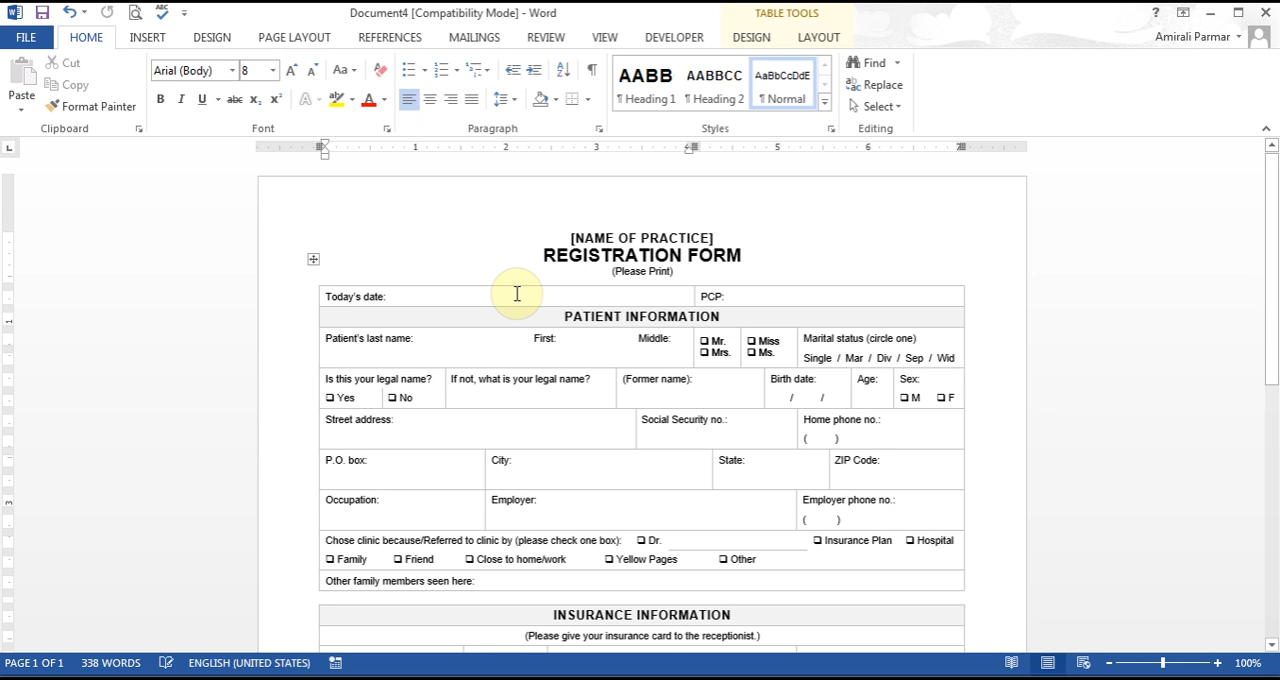 Document4 [Compatibility Mode] - Word
TABLE TOOLS
FILE HOME INSERT DESIGN PAGE LAYOUT REFERENCES MAILINGS REVIEW VIEW DEVELOPER DESIGN LAYOUT Amirali Parmar
Paste
Cut
Copy
Format Painter
Clipboard
Arial (Body) 8
Font
Paragraph
AABB AABBCC AaBbCcDdE
¶ Heading 1 ¶ Heading 2 ¶ Normal
Styles
Find
Replace
Select
Editing
1 2 3 5 6 7
[NAME OF PRACTICE]
REGISTRATION FORM
(Please Print)
Today's date: PCP:
PATIENT INFORMATION
Patient's last name: First: Middle: ❑ Mr. ❑ Miss Marital status (circle one)
❑ Mrs. ❑ Ms. Single / Mar / Div / Sep / Wid
Is this your legal name? If not, what is your legal name? (Former name): Birth date: Age: Sex:
❑ Yes ❑ No / / ❑ M ❑ F
Street address: Social Security no.: Home phone no.:
( )
P.O. box: City: State: ZIP Code:
Occupation: Employer: Employer phone no.:
( )
Chose clinic because/Referred to clinic by (please check one box): ❑ Dr. ❑ Insurance Plan ❑ Hospital
❑ Family ❑ Friend ❑ Close to home/work ❑ Yellow Pages ❑ Other
Other family members seen here:
INSURANCE INFORMATION
(Please give your insurance card to the receptionist.)
PAGE 1 OF 1 338 WORDS ENGLISH (UNITED STATES) 100%